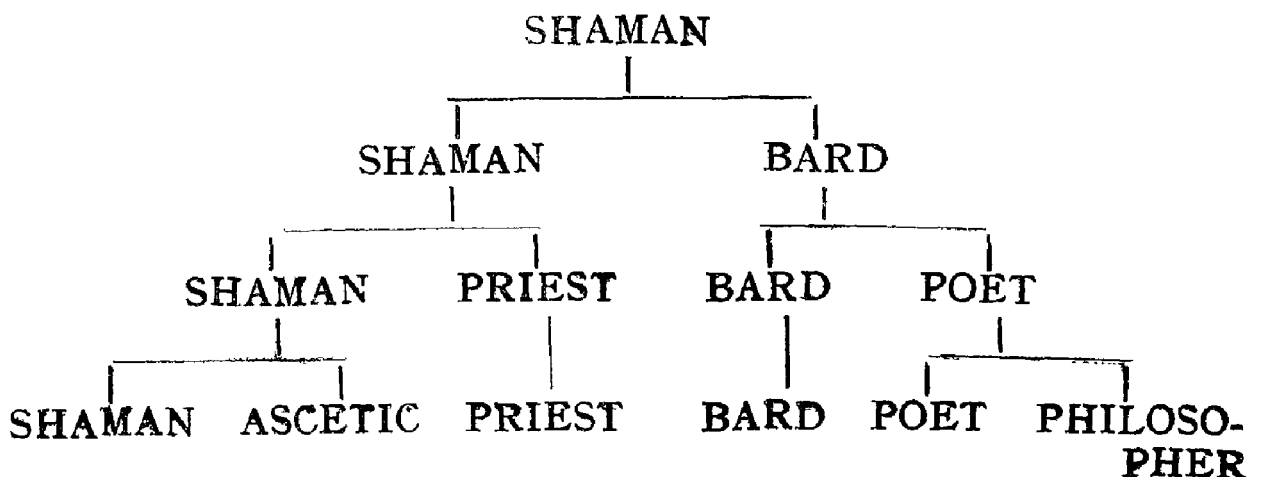 SHAMAN
SHAMAN BARD
SHAMAN PRIEST BARD POET
SHAMAN ASCETIC PRIEST BARD POET PHILOSO-
PHER